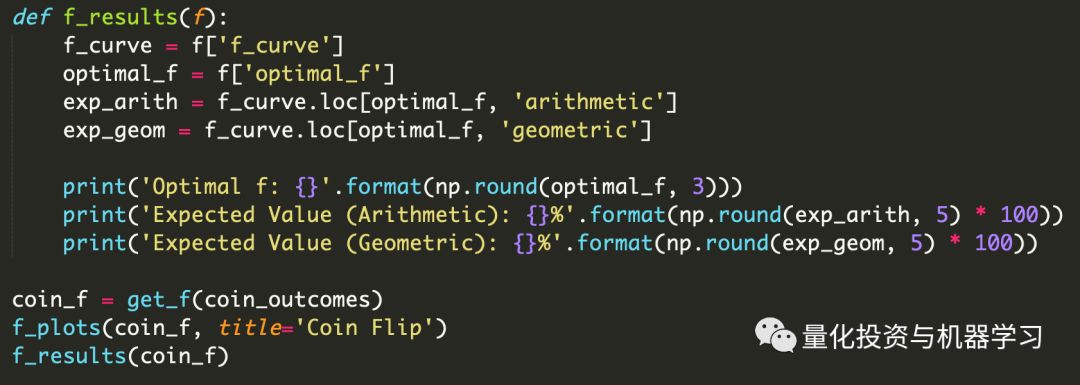 def f_results(f):
    f_curve = f['f_curve']
    optimal_f = f['optimal_f']
    exp_arith = f_curve.loc[optimal_f, 'arithmetic']
    exp_geom = f_curve.loc[optimal_f, 'geometric']

    print('Optimal f: {}'.format(np.round(optimal_f, 3)))
    print('Expected Value (Arithmetic): {}%'.format(np.round(exp_arith, 5) * 100))
    print('Expected Value (Geometric): {}%'.format(np.round(exp_geom, 5) * 100))

coin_f = get_f(coin_outcomes)
f_plots(coin_f, title='Coin Flip')
f_results(coin_f)
量化投资与机器学习